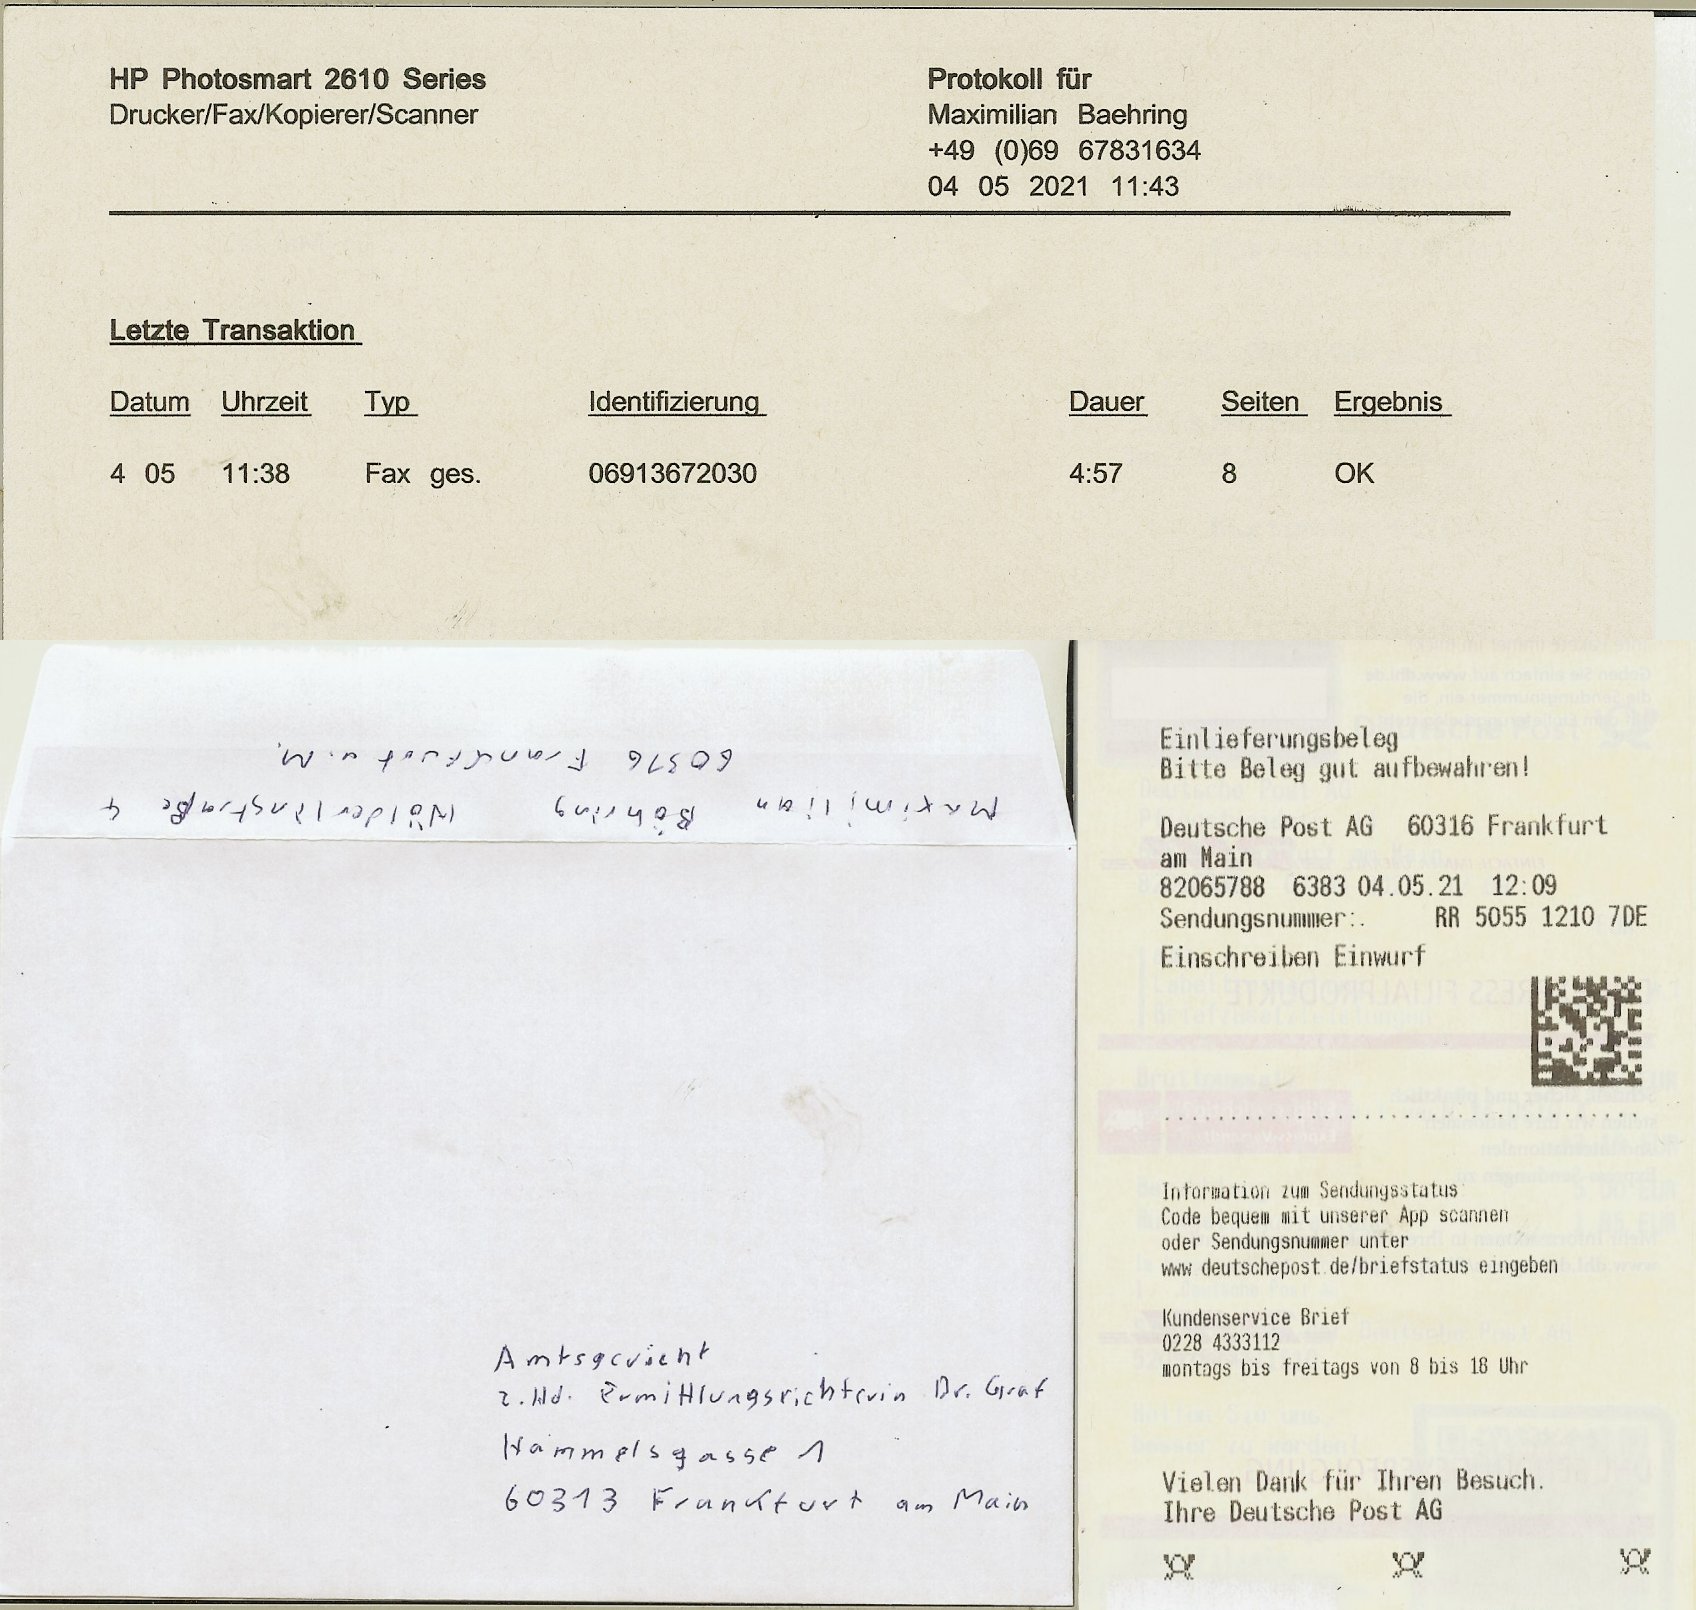 HP Photosmart 2610 Series
Drucker/Fax/Kopierer/Scanner
Protokoll für
Maximilian Baehring
+49 (0)69 67831634
04 05 2021 11:43
Letzte Transaktion
Datum Uhrzeit Typ Identifizierung Dauer Seiten Ergebnis
4 05 11:38 Fax ges. 06913672030 4:57 8 OK
Maximilian Bähring Hölderlinstraße 4
60316 Frankfurt a.M.
Amtsgericht
z.Hd. Ermittlungsrichterin Dr. Graf
Hammelsgasse 1
60313 Frankfurt am Main
Einlieferungsbeleg
Bitte Beleg gut aufbewahren!
Deutsche Post AG 60316 Frankfurt
am Main
82065788 6383 04.05.21 12:09
Sendungsnummer:. RR 5055 1210 7DE
Einschreiben Einwurf
Information zum Sendungsstatus
Code bequem mit unserer App scannen
oder Sendungsnummer unter
www deutschepost de/briefstatus eingeben
Kundenservice Brief
0228 4333112
montags bis freitags von 8 bis 18 Uhr
Vielen Dank für Ihren Besuch.
Ihre Deutsche Post AG